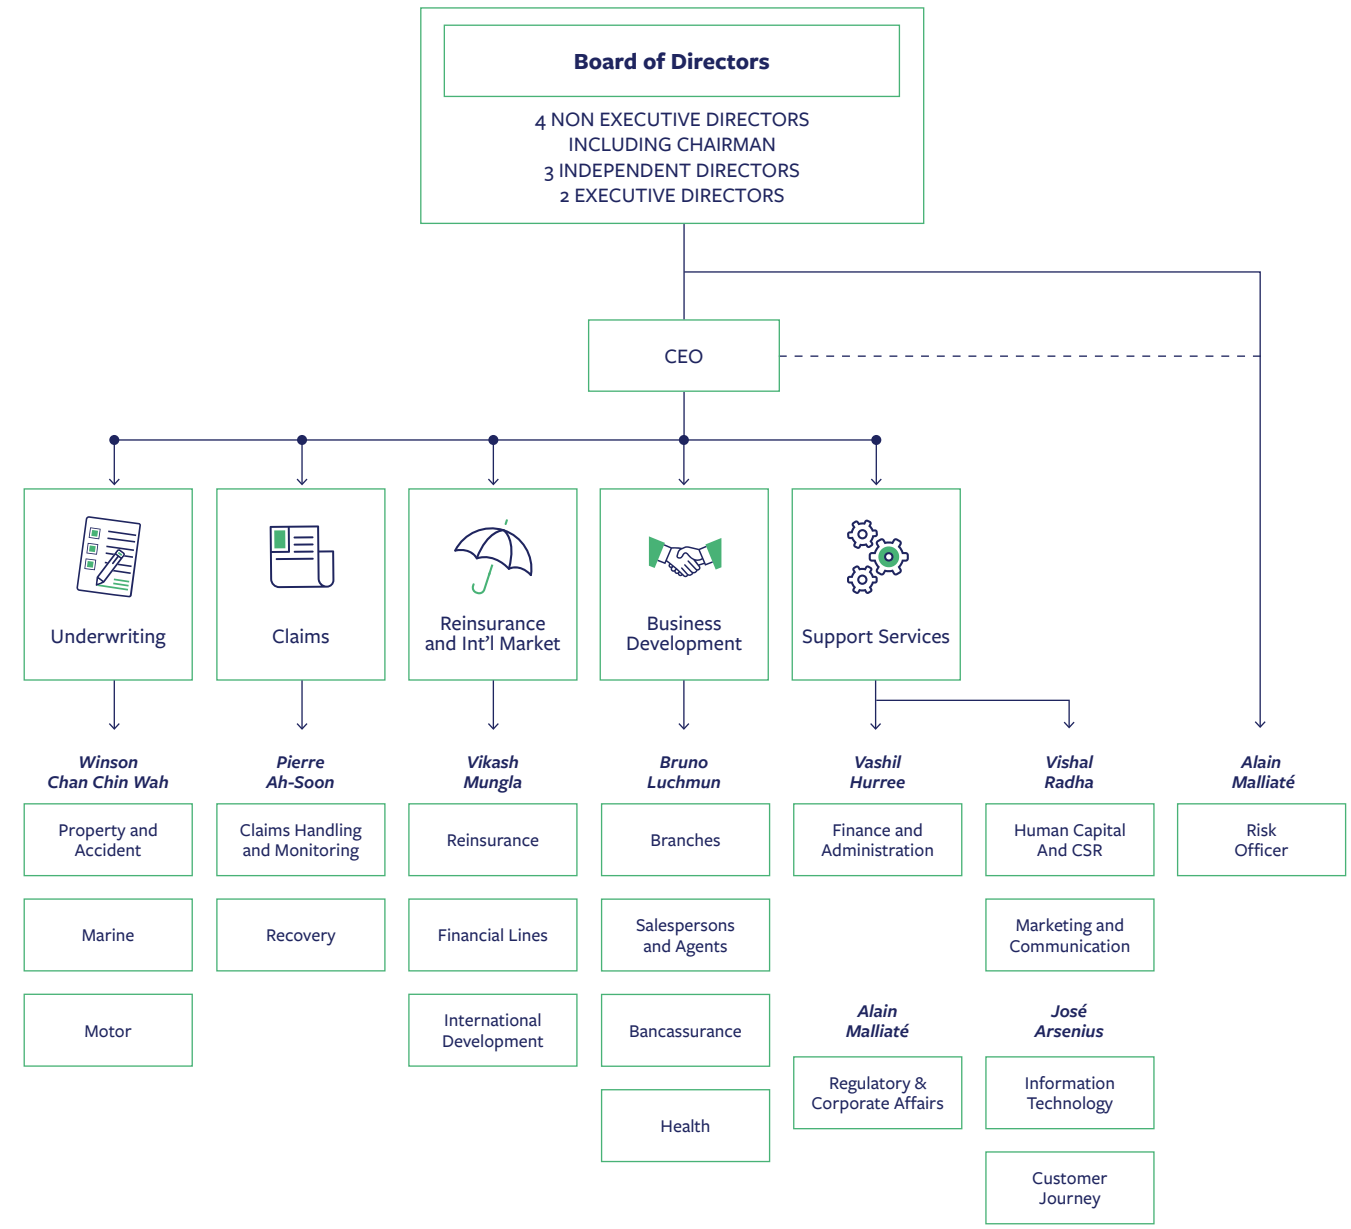 Board of Directors
4 NON EXECUTIVE DIRECTORS
INCLUDING CHAIRMAN
3 INDEPENDENT DIRECTORS
2 EXECUTIVE DIRECTORS
CEO
Underwriting
Claims
Reinsurance
and Int’l Market
Business
Development
Support Services
Winson
Chan Chin Wah
Property and
Accident
Marine
Motor
Pierre
Ah-Soon
Claims Handling
and Monitoring
Recovery
Vikash
Mungla
Reinsurance
Financial Lines
International
Development
Bruno
Luchmun
Branches
Salespersons
and Agents
Bancassurance
Health
Vashil
Hurree
Finance and
Administration
Alain
Malliaté
Regulatory &
Corporate Affairs
Vishal
Radha
Human Capital
And CSR
Marketing and
Communication
José
Arsenius
Information
Technology
Customer
Journey
Alain
Malliaté
Risk
Officer